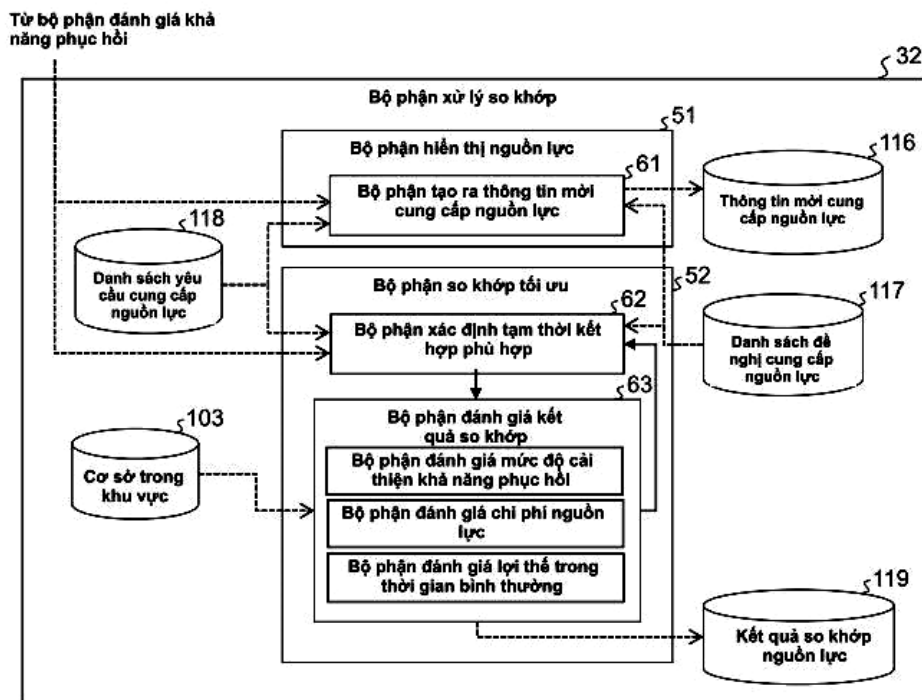 Từ bộ phận đánh giá khả
năng phục hồi
32
Bộ phận xử lý so khớp
51
Bộ phận hiển thị nguồn lực
61
Bộ phận tạo ra thông tin mời
cung cấp nguồn lực
116
Thông tin mời cung
cấp nguồn lực
118
Danh sách yêu
cầu cung cấp
nguồn lực
52
Bộ phận so khớp tối ưu
62
Bộ phận xác định tạm thời kết
hợp phù hợp
117
Danh sách đề
nghị cung cấp
nguồn lực
63
Bộ phận đánh giá kết
quả so khớp
Bộ phận đánh giá mức độ cải
thiện khả năng phục hồi
Bộ phận đánh giá chi phí nguồn
lực
Bộ phận đánh giá lợi thế trong
thời gian bình thường
103
Cơ sở trong
khu vực
119
Kết quả so khớp
nguồn lực